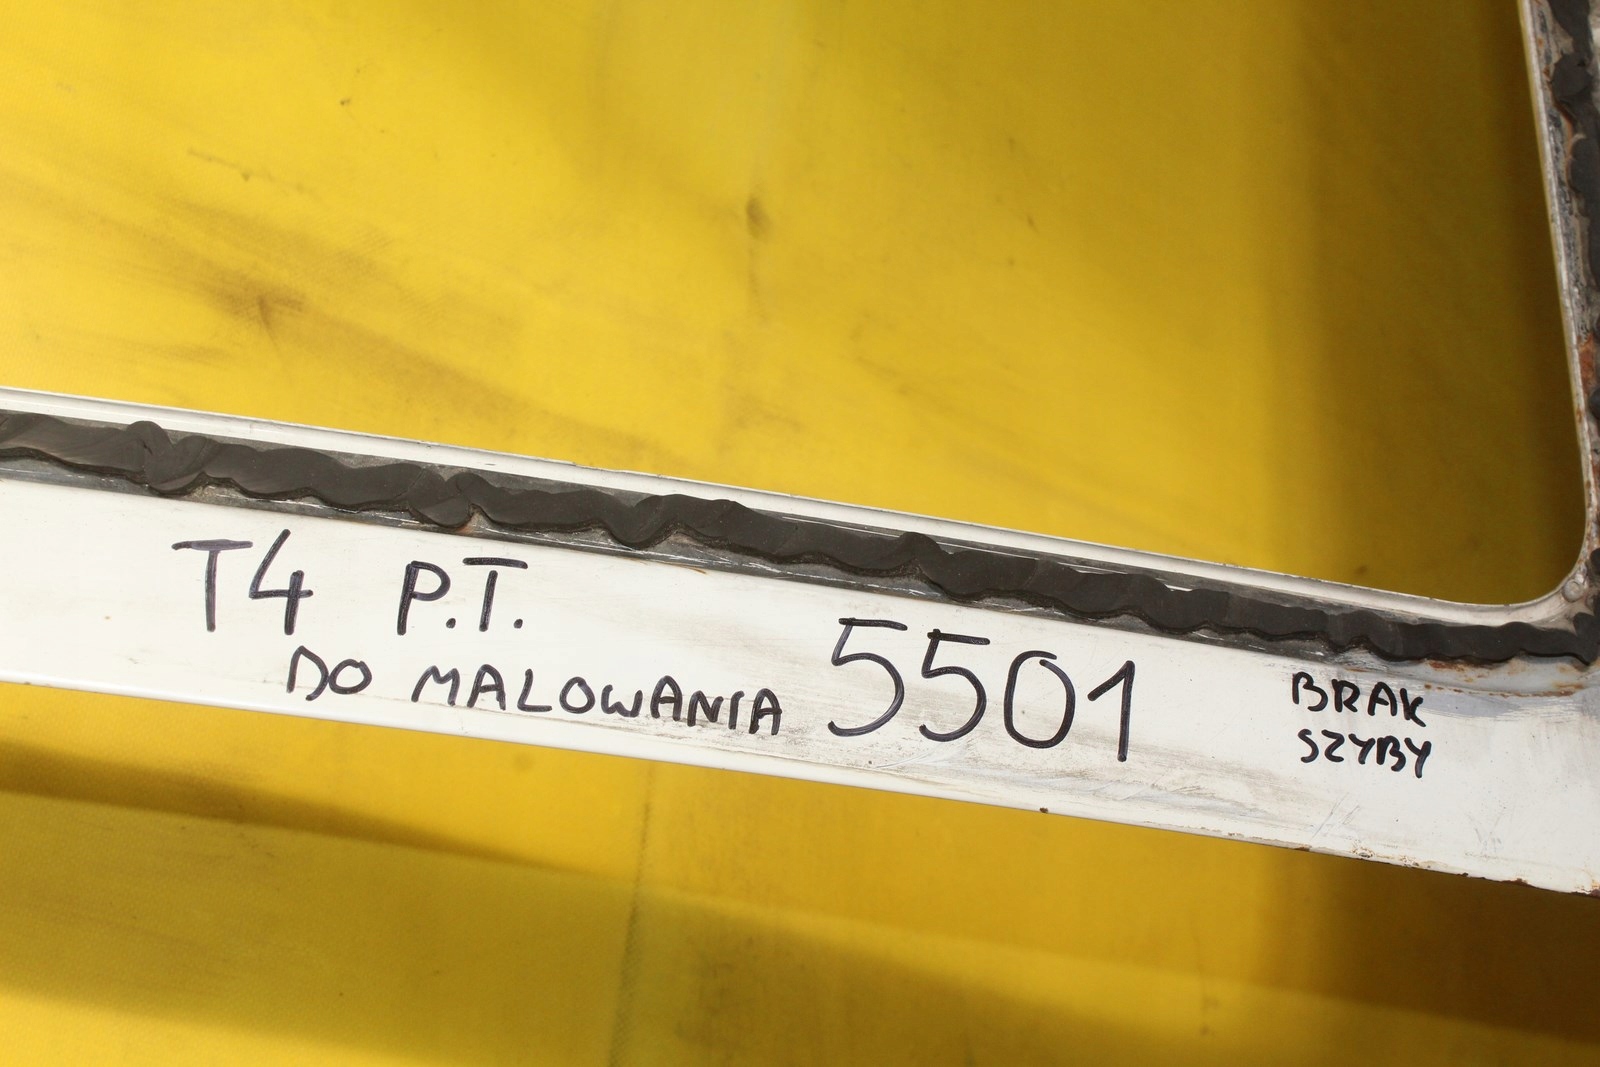 T4 P.T.
DO MALOWANIA 5501
BRAK
SZYBY